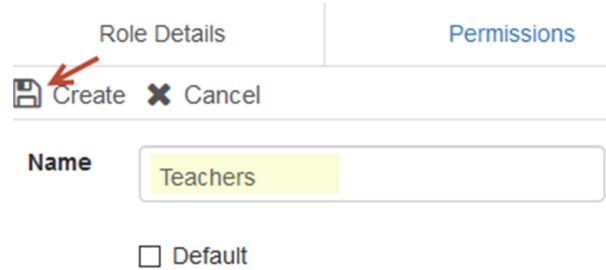 Role Details Permissions
Create Cancel
Name Teachers
Default